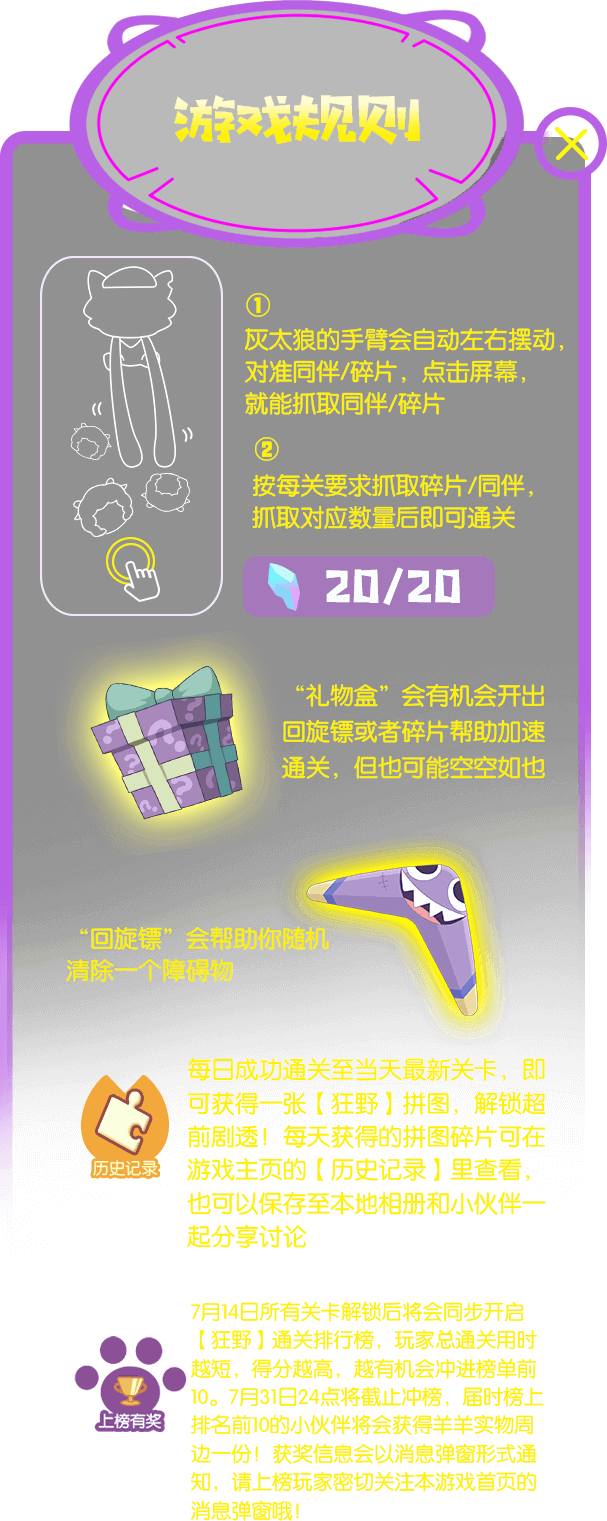 游戏规则
①
灰太狼的手臂会自动左右摆动，
对准同伴/碎片，点击屏幕，
就能抓取同伴/碎片
②
按每关要求抓取碎片/同伴，
抓取对应数量后即可通关
20/20
“礼物盒”会有机会开出
回旋镖或者碎片帮助加速
通关，但也可能空空如也
“回旋镖”会帮助你随机
清除一个障碍物
每日成功通关至当天最新关卡，即
可获得一张【狂野】拼图，解锁超
前剧透！每天获得的拼图碎片可在
游戏主页的【历史记录】里查看，
也可以保存至本地相册和小伙伴一
起分享讨论
历史记录
7月14日所有关卡解锁后将会同步开启
【狂野】通关排行榜，玩家总通关用时
越短，得分越高，越有机会冲进榜单前
10。7月31日24点将截止冲榜，届时榜上
排名前10的小伙伴将会获得羊羊实物周
边一份！获奖信息会以消息弹窗形式通
知，请上榜玩家密切关注本游戏首页的
消息弹窗哦！
上榜有奖